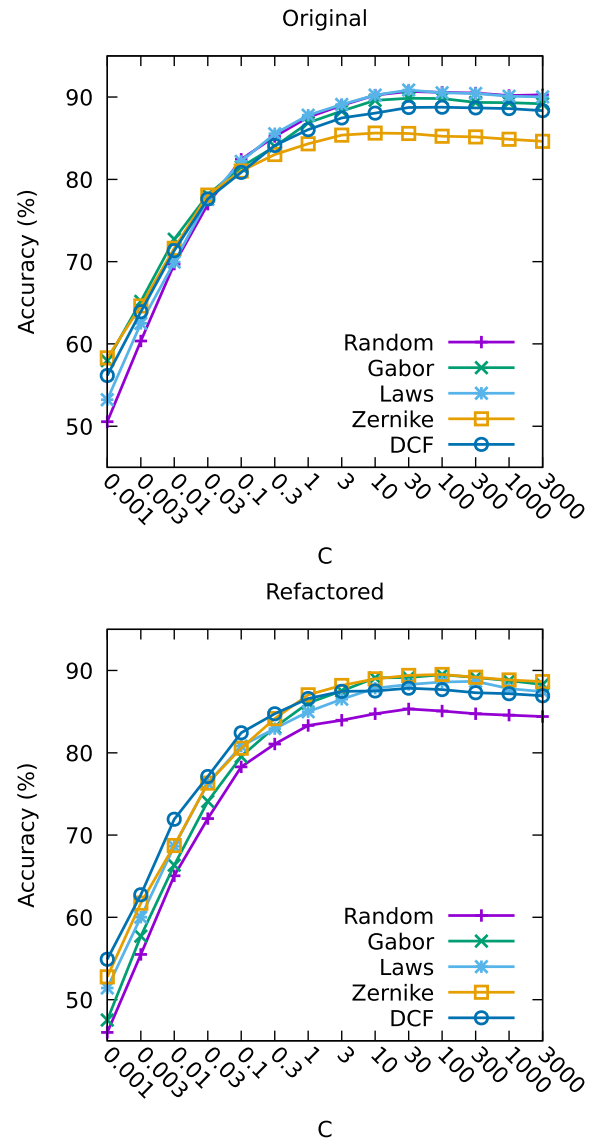 Original
Accuracy (%)
90
80
70
60
50
Random
Gabor
Laws
Zernike
DCF
0.001 0.003 0.01 0.03 0.1 0.3 1 3 10 30 100 300 1000 3000
C
Refactored
Accuracy (%)
90
80
70
60
50
Random
Gabor
Laws
Zernike
DCF
0.001 0.003 0.01 0.03 0.1 0.3 1 3 10 30 100 300 1000 3000
C